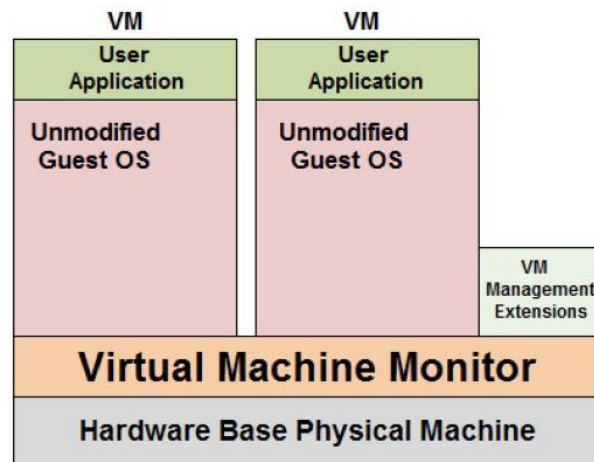 VM
User
Application
Unmodified
Guest OS
VM
User
Application
Unmodified
Guest OS
VM
Management
Extensions
Virtual Machine Monitor
Hardware Base Physical Machine